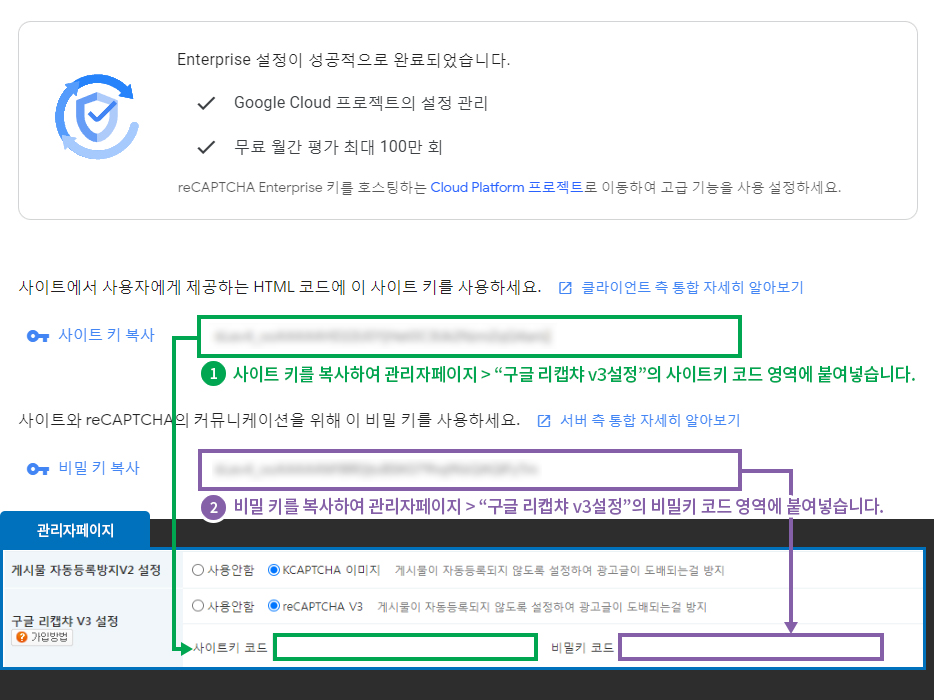 Enterprise 설정이 성공적으로 완료되었습니다.
Google Cloud 프로젝트의 설정 관리
무료 월간 평가 최대 100만 회
reCAPTCHA Enterprise 키를 호스팅하는 Cloud Platform 프로젝트로 이동하여 고급 기능을 사용 설정하세요.
사이트에서 사용자에게 제공하는 HTML 코드에 이 사이트 키를 사용하세요. 클라이언트 측 통합 자세히 알아보기
사이트 키 복사
1 사이트 키를 복사하여 관리자페이지 > “구글 리캡챠 v3설정”의 사이트키 코드 영역에 붙여넣습니다.
사이트와 reCAPTCHA의 커뮤니케이션을 위해 이 비밀 키를 사용하세요. 서버 측 통합 자세히 알아보기
비밀 키 복사
2 비밀 키를 복사하여 관리자페이지 > “구글 리캡챠 v3설정”의 비밀키 코드 영역에 붙여넣습니다.
관리자페이지
게시물 자동등록방지V2 설정 사용안함 KCAPTCHA 이미지 게시물이 자동등록되지 않도록 설정하여 광고글이 도배되는걸 방지
구글 리캡챠 V3 설정 사용안함 reCAPTCHA V3 게시물이 자동등록되지 않도록 설정하여 광고글이 도배되는걸 방지
? 가입방법
사이트키 코드 비밀키 코드